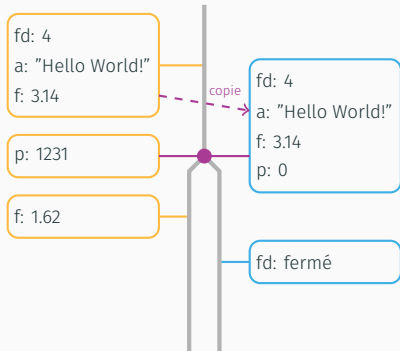 fd: 4
a: ”Hello World!”
f: 3.14
copie
fd: 4
a: ”Hello World!”
f: 3.14
p: 0
p: 1231
f: 1.62
fd: fermé